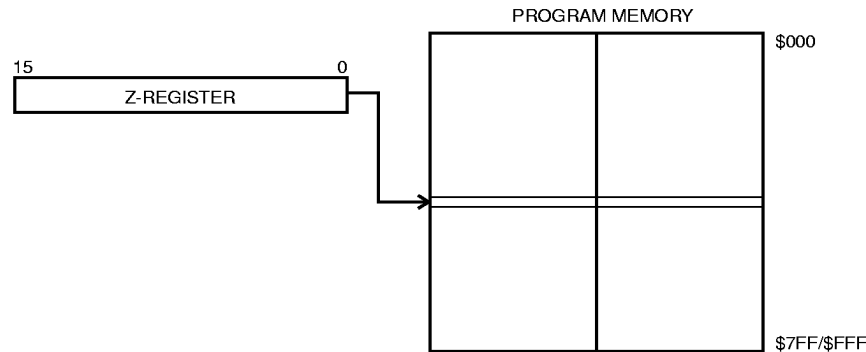 PROGRAM MEMORY
$000
15 0
Z-REGISTER
$7FF/$FFF